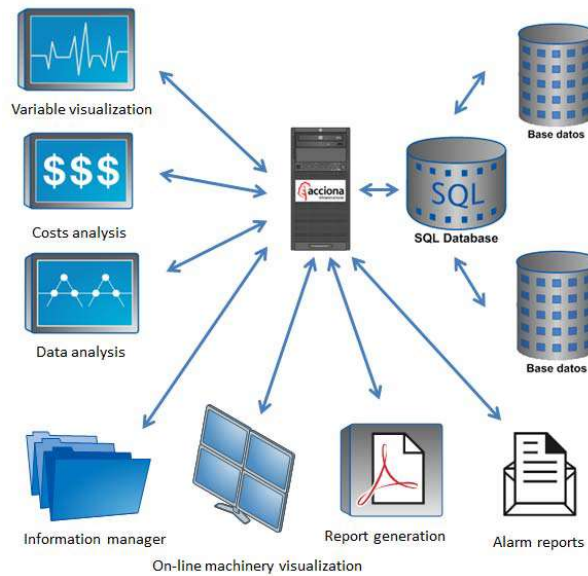 Variable visualization
$$$
Costs analysis
Data analysis
acciona
SQL
SQL Database
Base datos
Base datos
Information manager
On-line machinery visualization
Report generation
Alarm reports